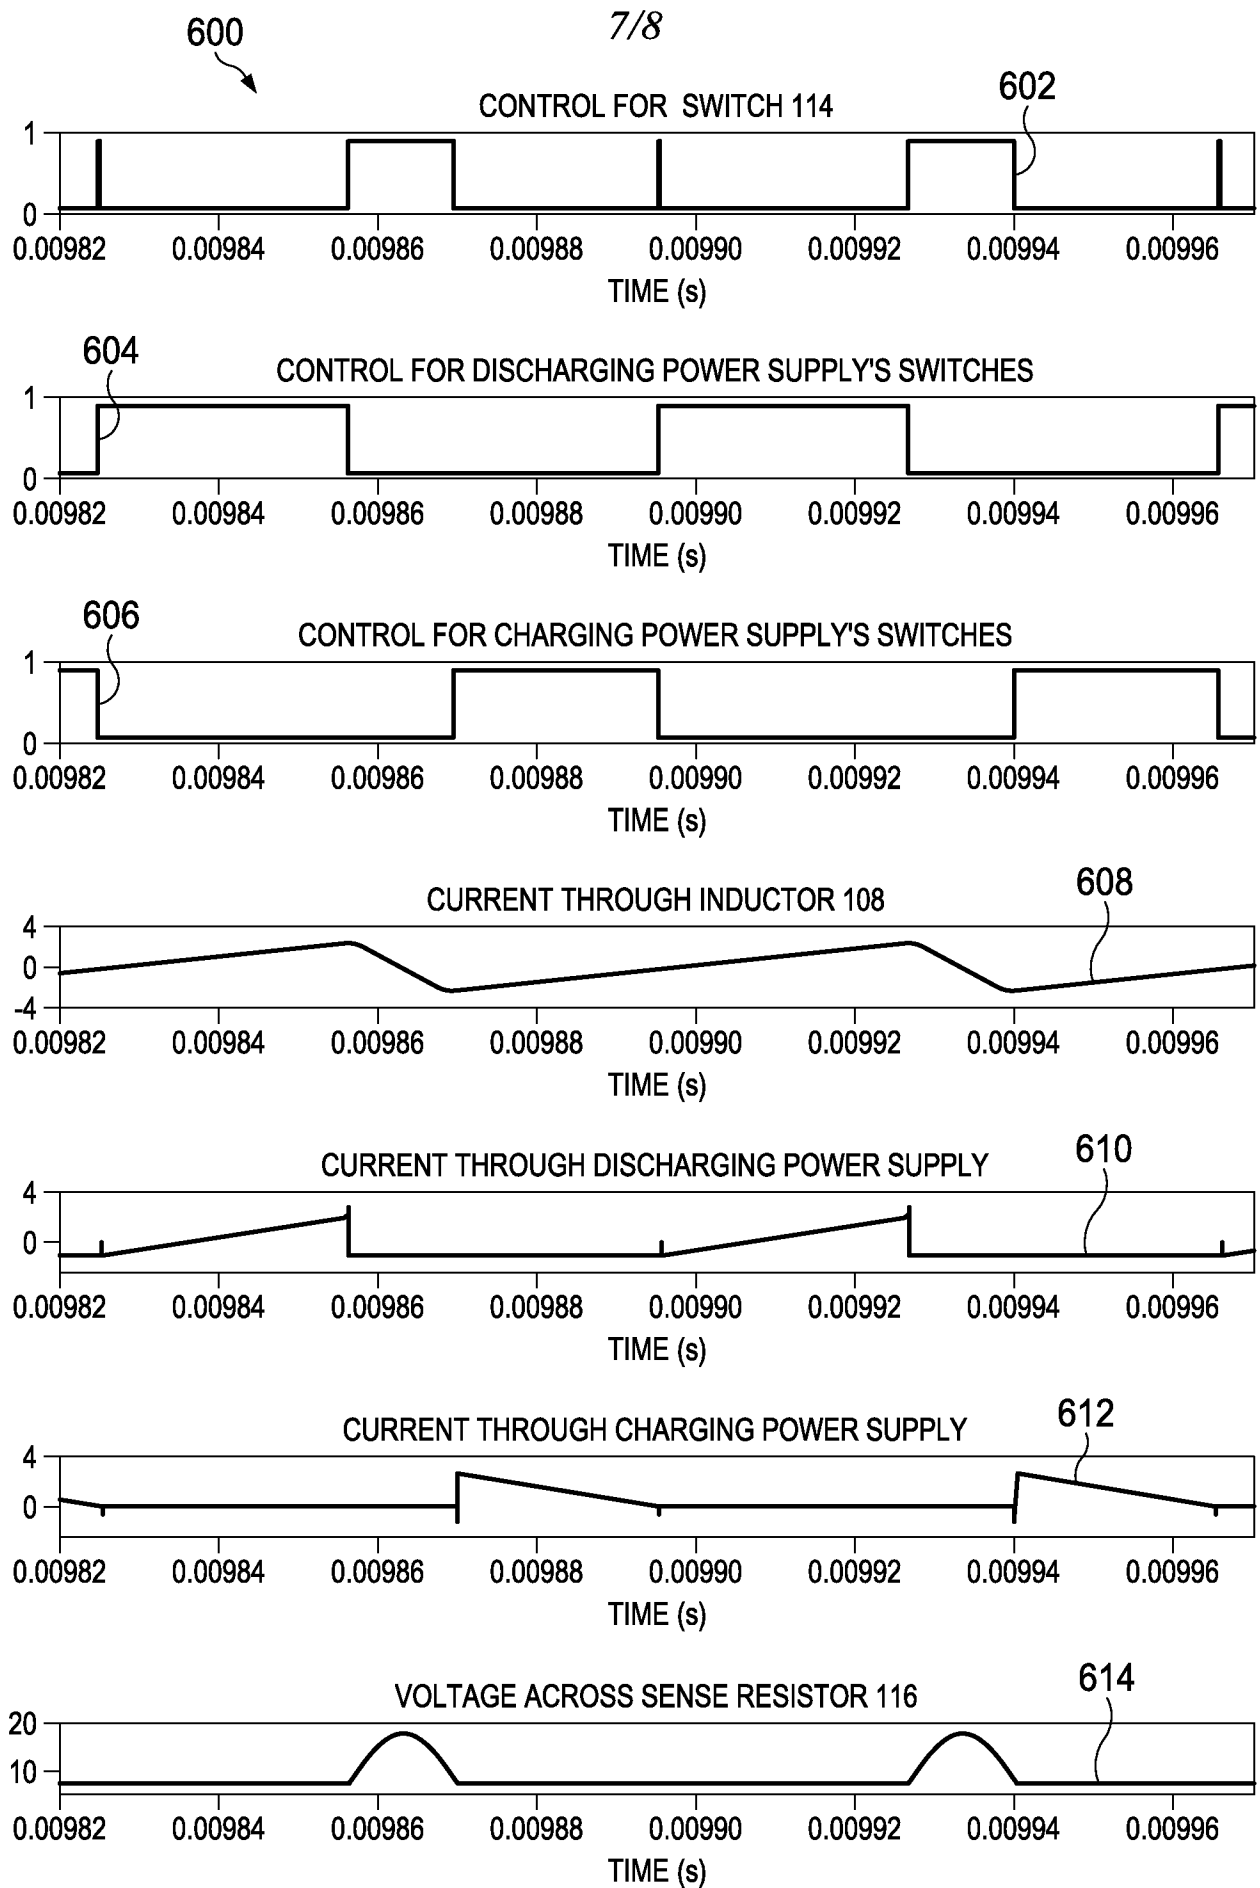 7/8
600
CONTROL FOR SWITCH 114
602
1
0
0.00982 0.00984 0.00986 0.00988 0.00990 0.00992 0.00994 0.00996
TIME (s)
604
CONTROL FOR DISCHARGING POWER SUPPLY'S SWITCHES
1
0
0.00982 0.00984 0.00986 0.00988 0.00990 0.00992 0.00994 0.00996
TIME (s)
606
CONTROL FOR CHARGING POWER SUPPLY'S SWITCHES
1
0
0.00982 0.00984 0.00986 0.00988 0.00990 0.00992 0.00994 0.00996
TIME (s)
CURRENT THROUGH INDUCTOR 108
608
4
0
-4
0.00982 0.00984 0.00986 0.00988 0.00990 0.00992 0.00994 0.00996
TIME (s)
CURRENT THROUGH DISCHARGING POWER SUPPLY
610
4
0
0.00982 0.00984 0.00986 0.00988 0.00990 0.00992 0.00994 0.00996
TIME (s)
CURRENT THROUGH CHARGING POWER SUPPLY
612
4
0
0.00982 0.00984 0.00986 0.00988 0.00990 0.00992 0.00994 0.00996
TIME (s)
VOLTAGE ACROSS SENSE RESISTOR 116
614
20
10
0.00982 0.00984 0.00986 0.00988 0.00990 0.00992 0.00994 0.00996
TIME (s)